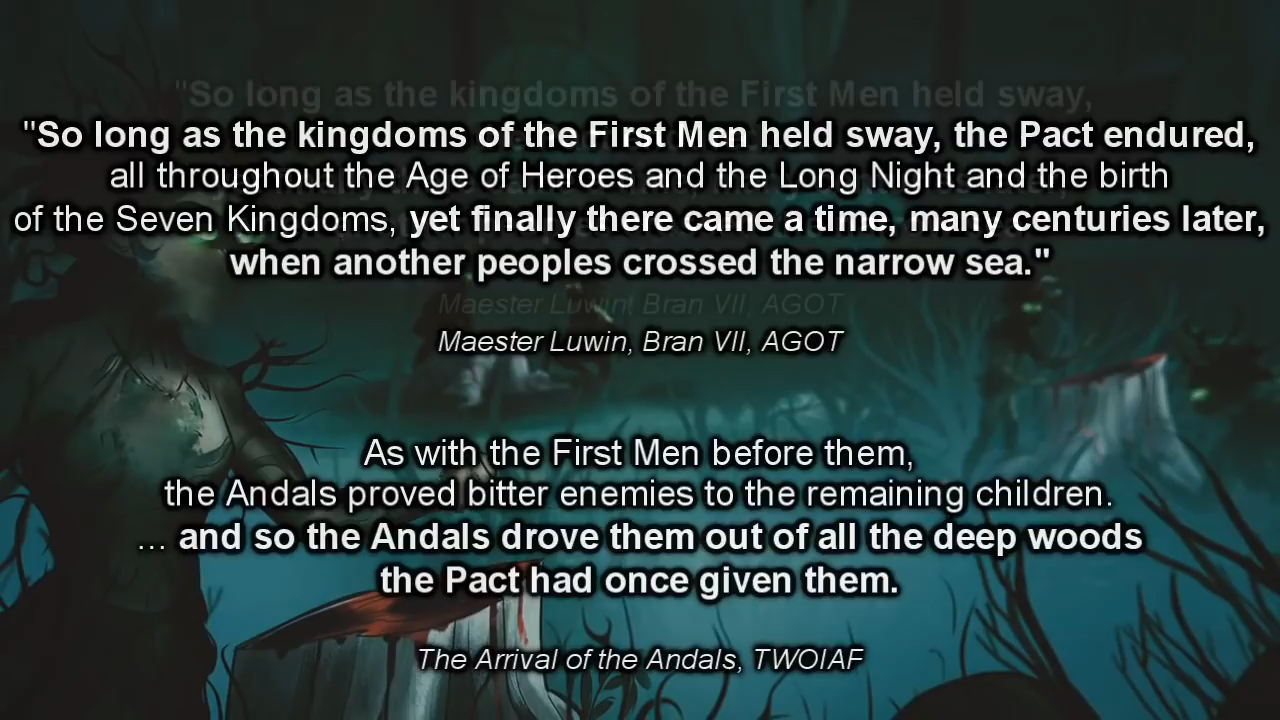 "So long as the kingdoms of the First Men held sway,
"So long as the kingdoms of the First Men held sway, the Pact endured,
all throughout the Age of Heroes and the Long Night and the birth
of the Seven Kingdoms, yet finally there came a time, many centuries later,
when another peoples crossed the narrow sea."
Maester Luwin, Bran VII, AGOT
Maester Luwin, Bran VII, AGOT
As with the First Men before them,
the Andals proved bitter enemies to the remaining children.
... and so the Andals drove them out of all the deep woods
the Pact had once given them.
The Arrival of the Andals, TWOIAF